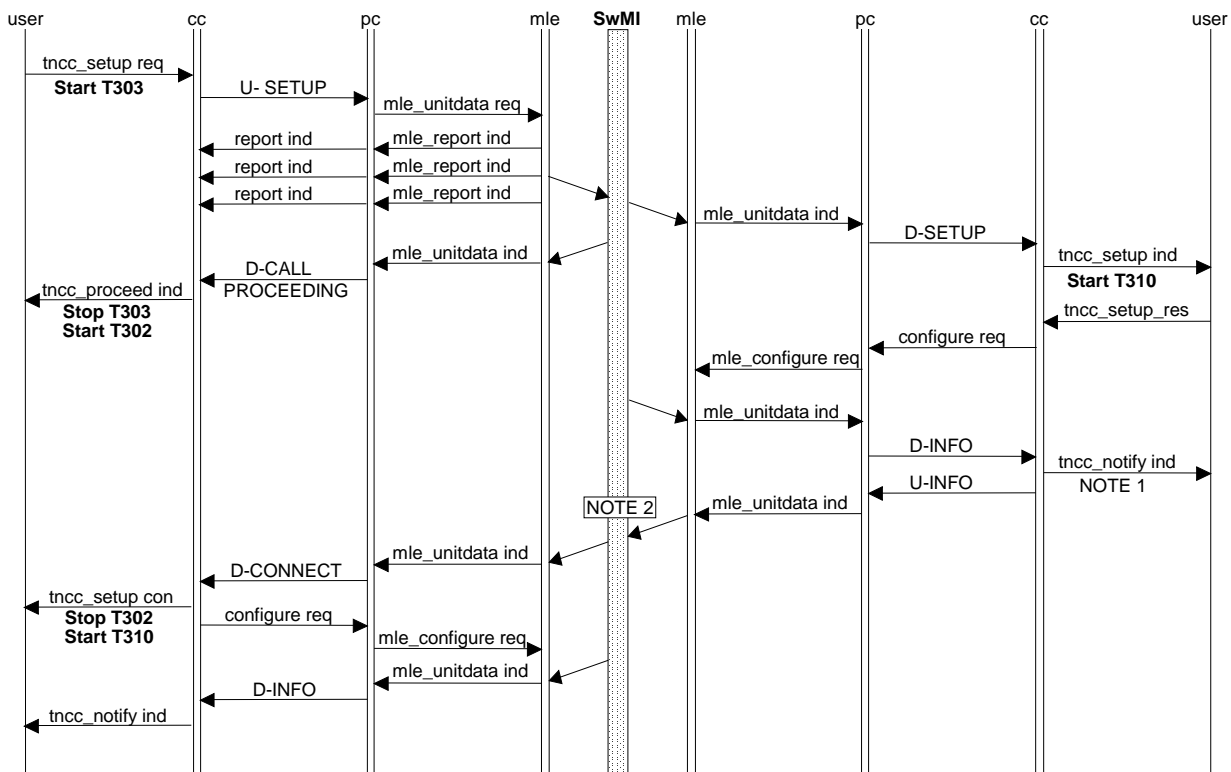 user cc pc mle SwMI mle pc cc user
tncc_setup req
Start T303
U- SETUP
mle_unitdata req
report ind mle_report ind
report ind mle_report ind
report ind mle_report ind
mle_unitdata ind
D-SETUP
mle_unitdata ind
tncc_setup ind
D-CALL
PROCEEDING
Start T310
tncc_proceed ind
Stop T303
Start T302
tncc_setup_res
configure req
mle_configure req
mle_unitdata ind
D-INFO
tncc_notify ind
NOTE 1
U-INFO
NOTE 2
mle_unitdata ind
mle_unitdata ind
D-CONNECT
tncc_setup con
Stop T302
Start T310
configure req
mle_configure req
mle_unitdata ind
D-INFO
tncc_notify ind